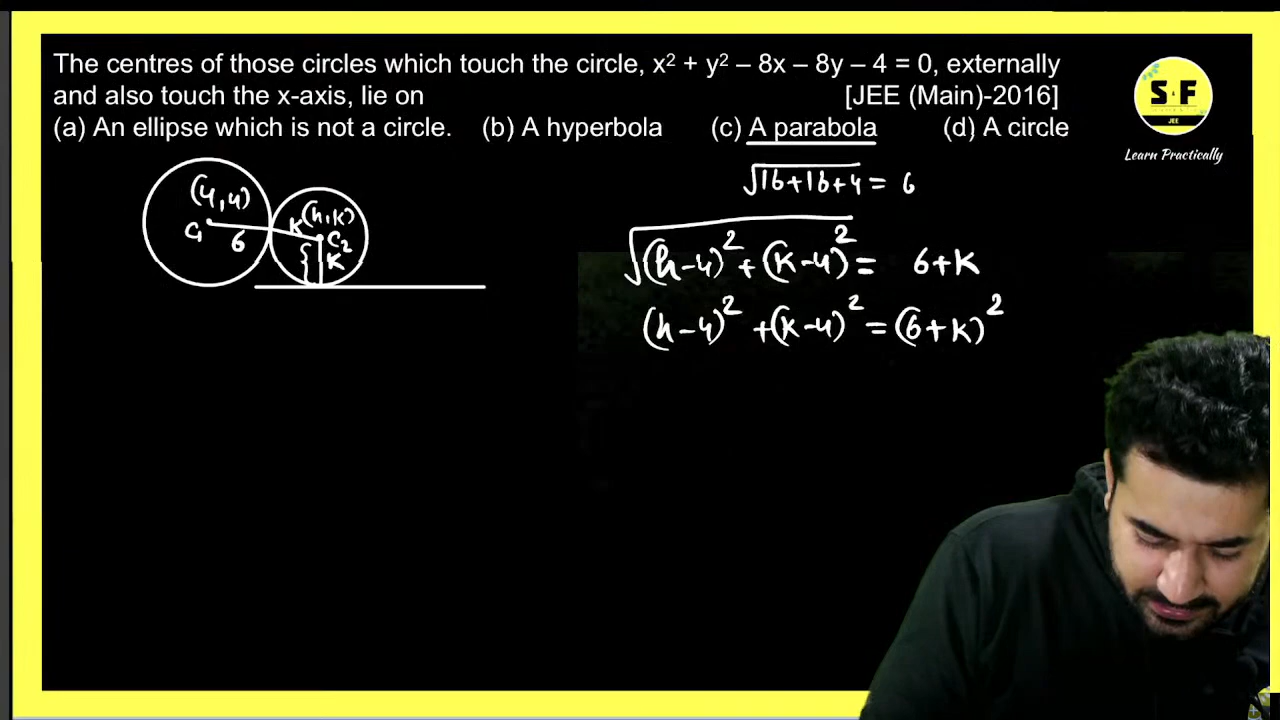 The centres of those circles which touch the circle, x² + y² – 8x – 8y – 4 = 0, externally
and also touch the x-axis, lie on [JEE (Main)-2016]
(a) An ellipse which is not a circle. (b) A hyperbola (c) A parabola (d) A circle
S F
JEE
Learn Practically
√16+16+4 = 6
(4,4)
C₁ 6
K (h,K)
C₂
K
√(h-4)² + (K-4)² = 6+K
(h-4)² + (K-4)² = (6+K)²